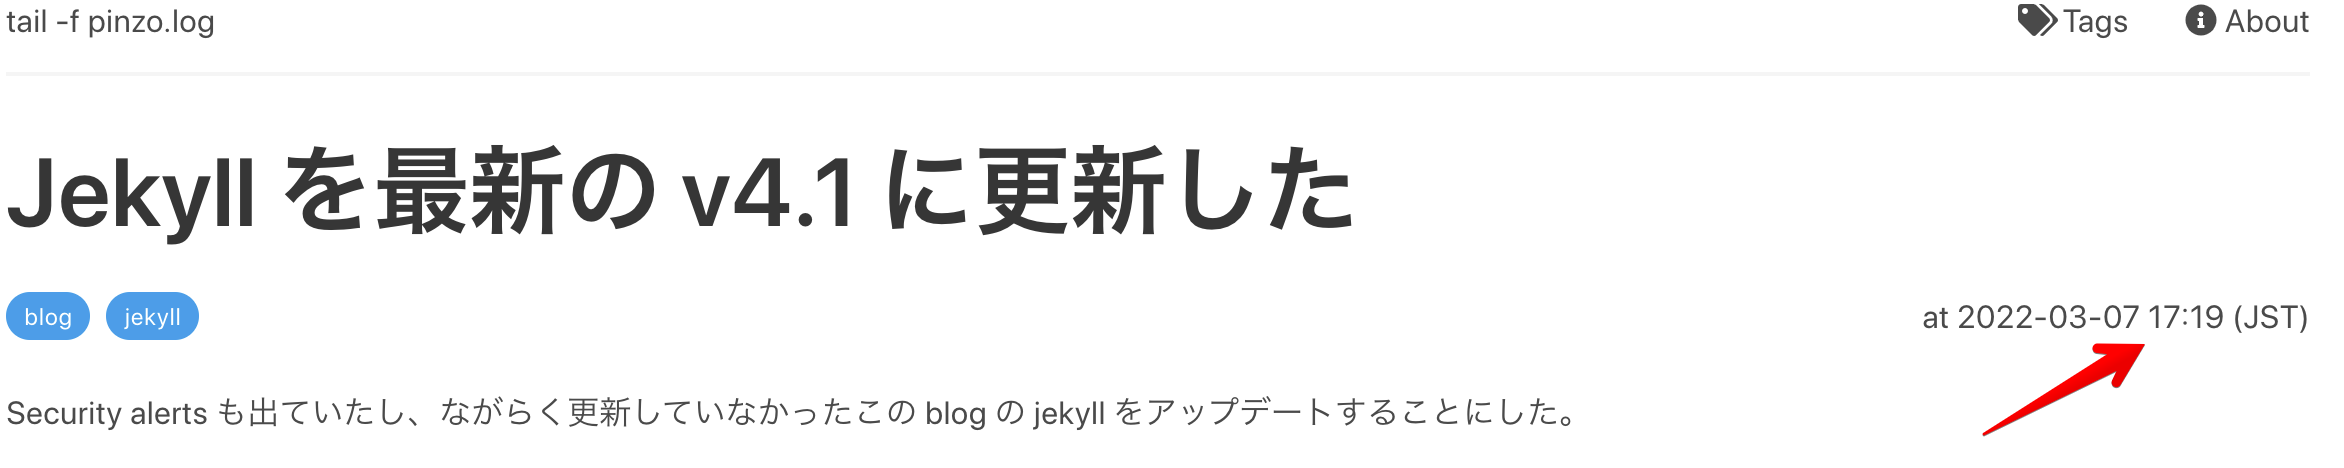 tail -f pinzo.log Tags About
Jekyll を最新の v4.1 に更新した
blog jekyll at 2022-03-07 17:19 (JST)
Security alerts も出ていたし、ながらく更新していなかったこの blog の jekyll をアップデートすることにした。